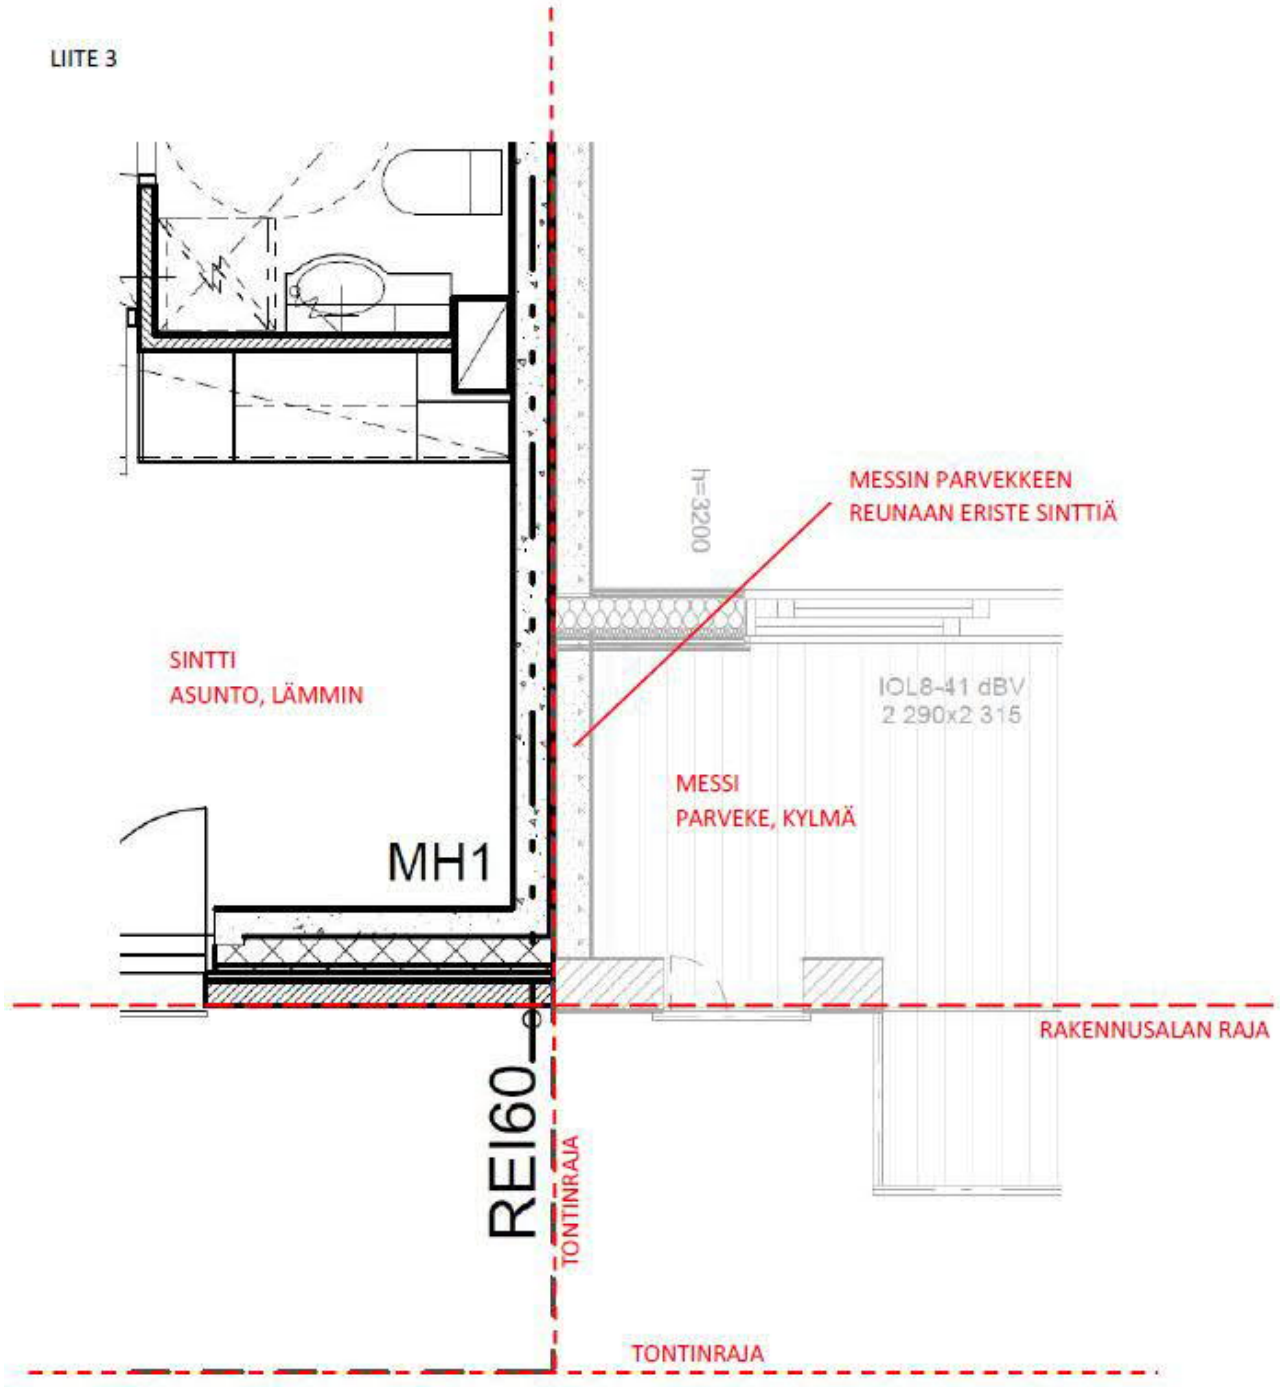 LIITE 3
h=3200
MESSIN PARVEKKEEN
REUNAAN ERISTE SINTTIÄ
SINTTI
ASUNTO, LÄMMIN
IOL8-41 dBV
2 290x2 315
MESSI
PARVEKE, KYLMÄ
MH1
RAKENNUSALAN RAJA
REI60
TONTINRAJA
TONTINRAJA